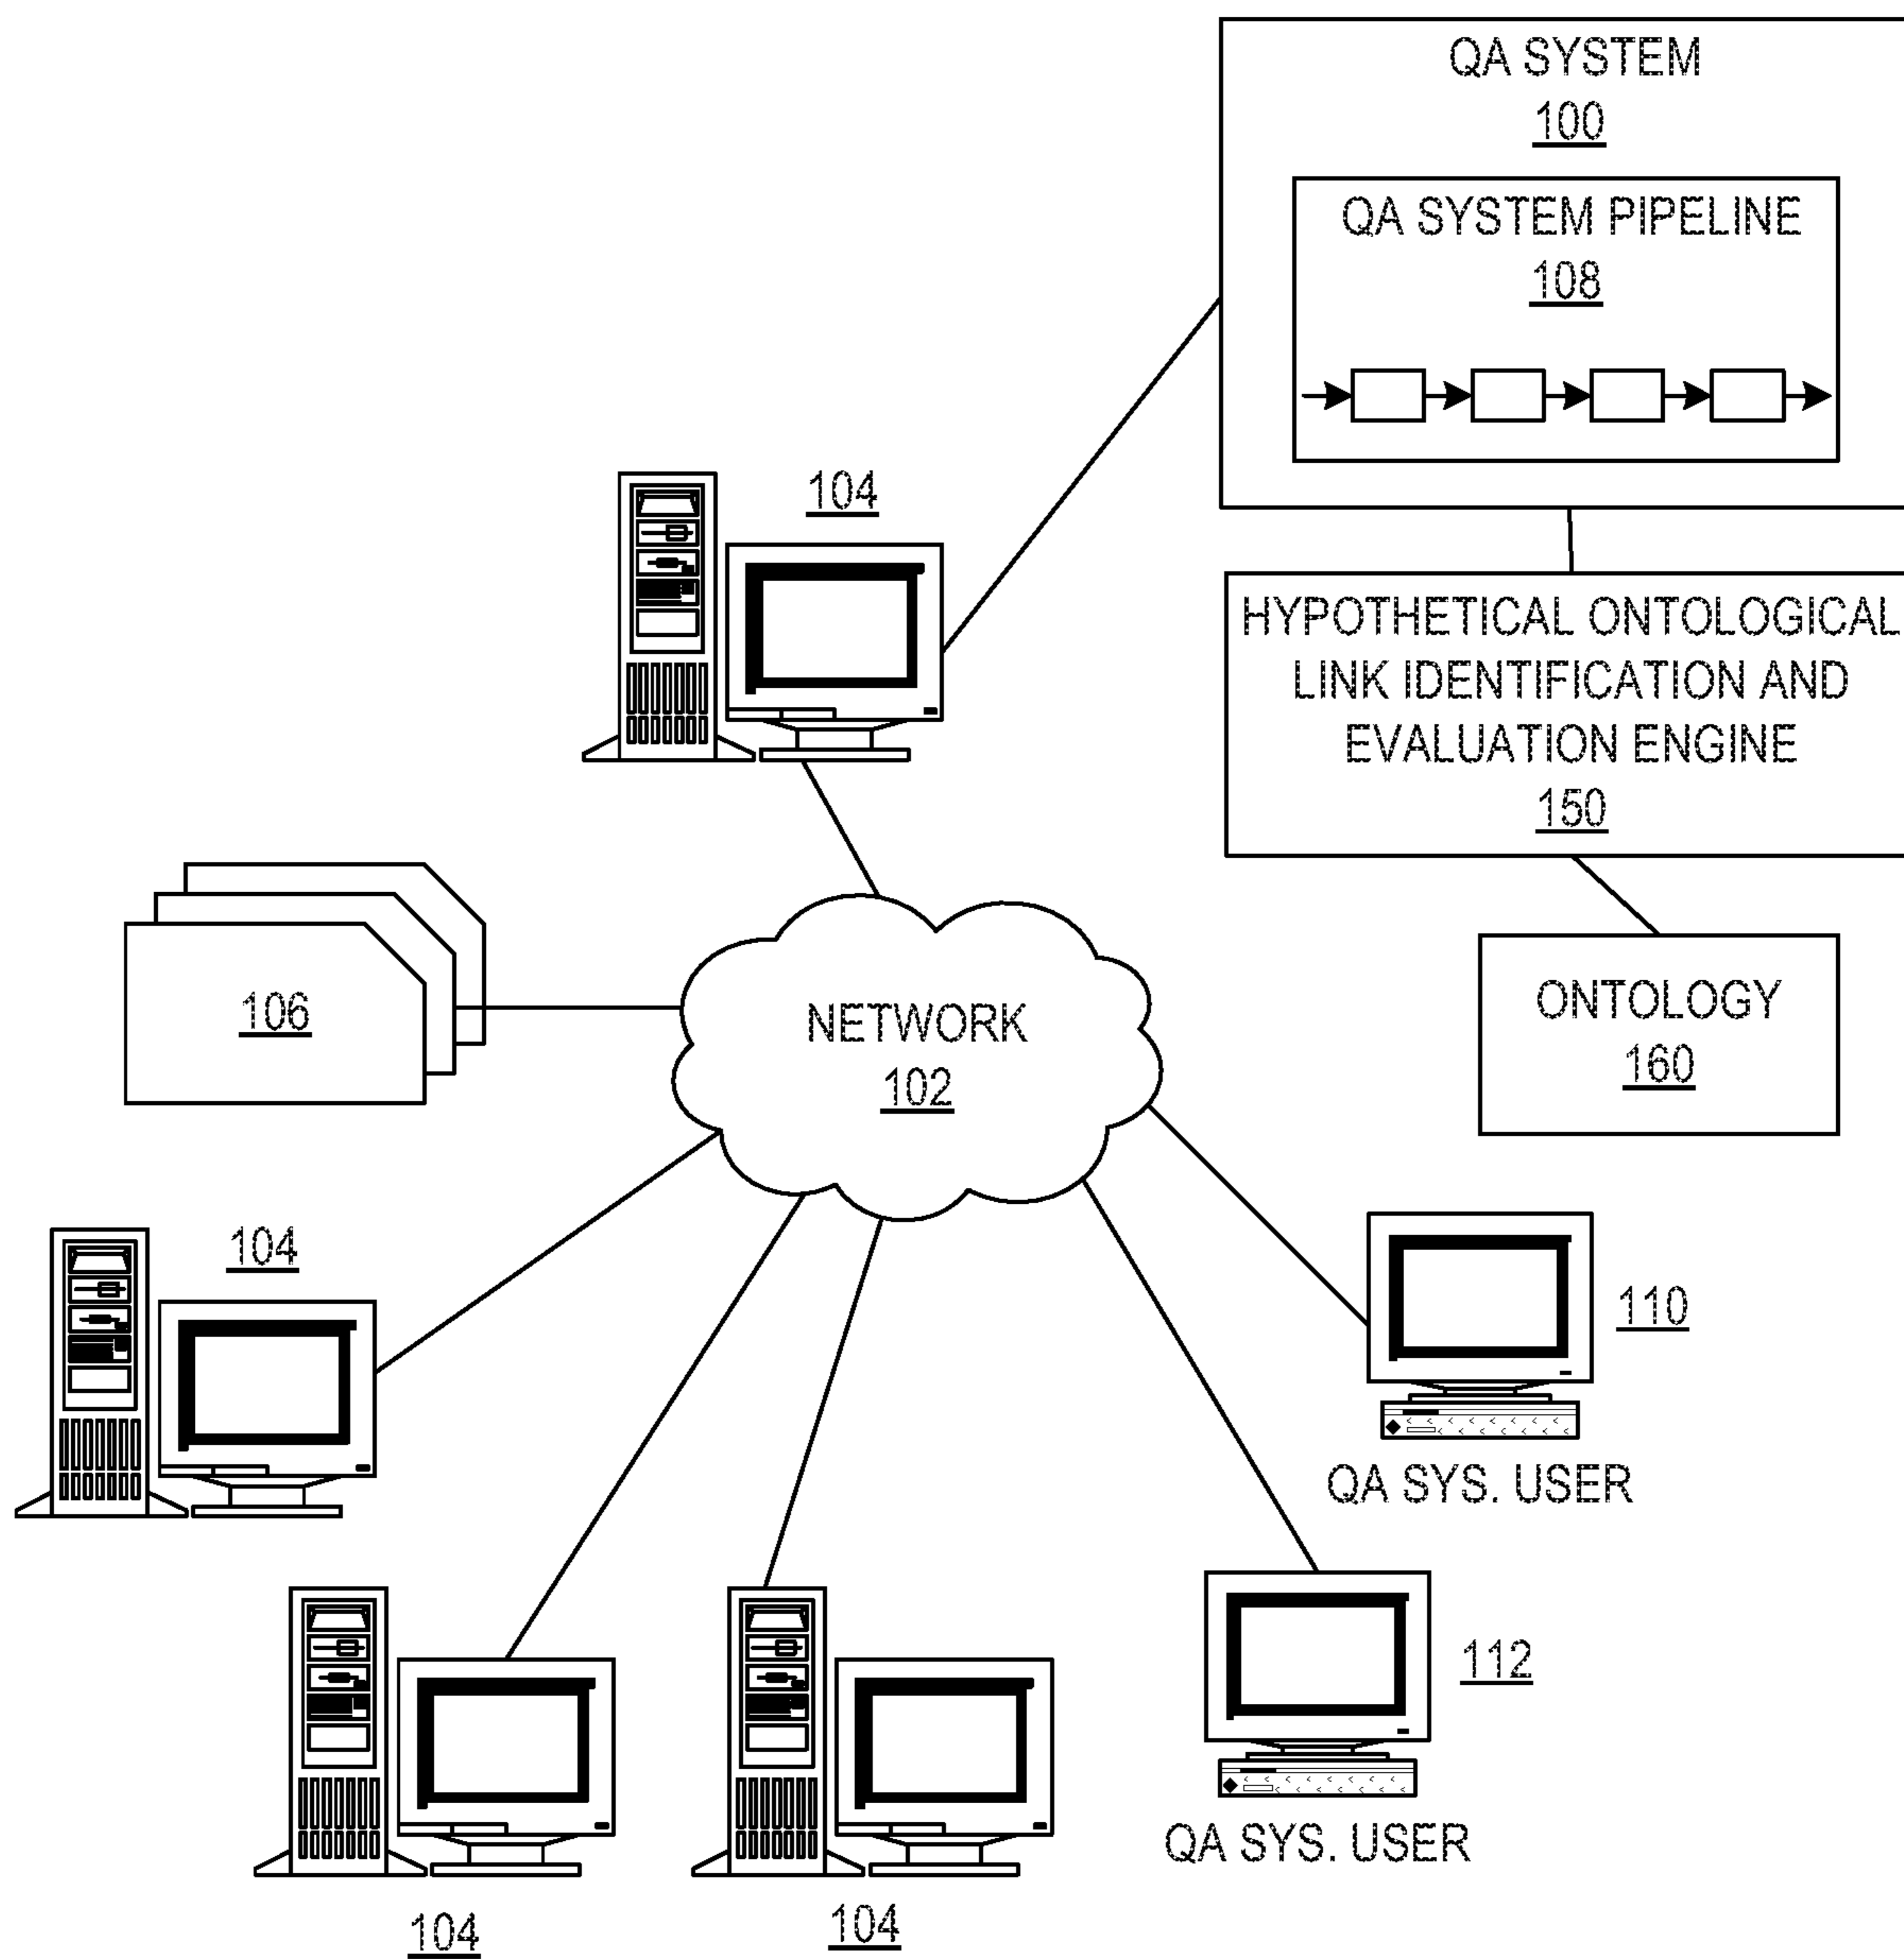 QA SYSTEM
100
QA SYSTEM PIPELINE
108
104
HYPOTHETICAL ONTOLOGICAL
LINK IDENTIFICATION AND
EVALUATION ENGINE
150
106
NETWORK
102
ONTOLOGY
160
104
110
QA SYS. USER
112
QA SYS. USER
104
104